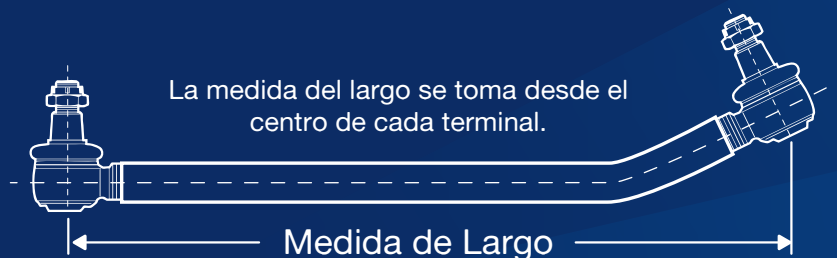 La medida del largo se toma desde el
centro de cada terminal.
Medida de Largo